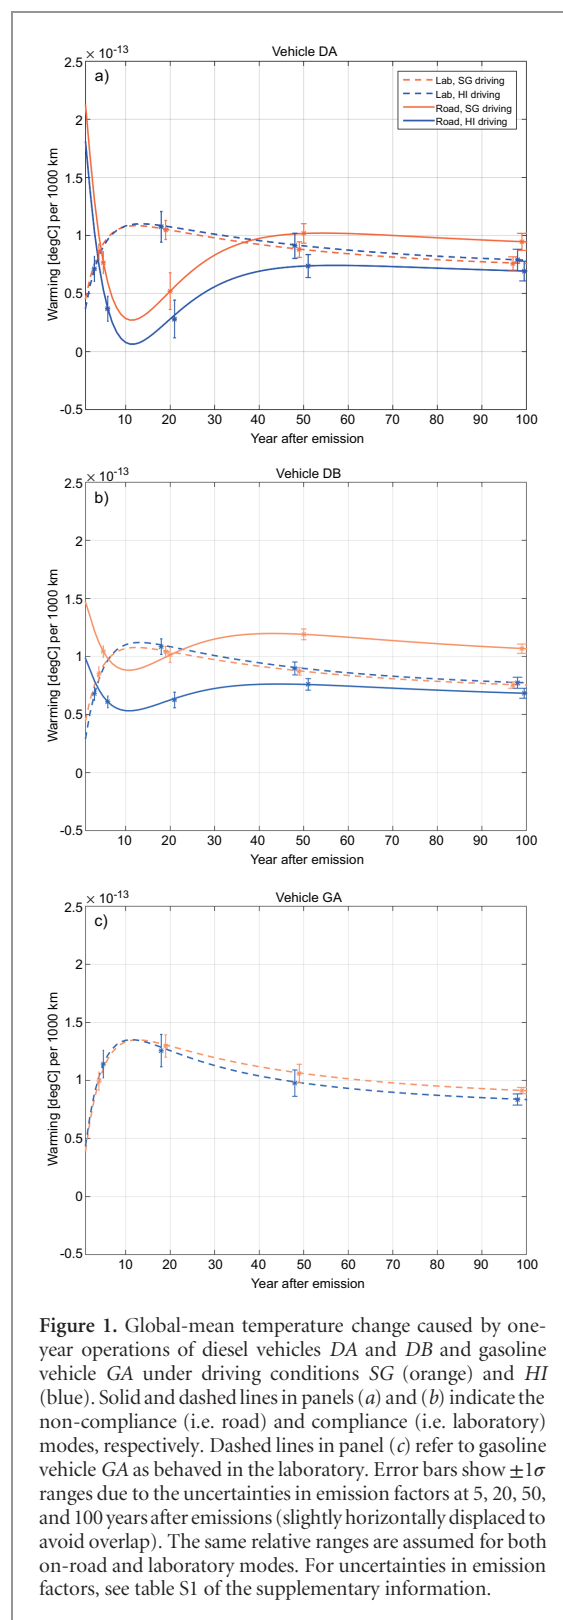 × 10⁻¹³
Vehicle DA
2.5
a)
Lab, SG driving
Lab, HI driving
Road, SG driving
Road, HI driving
2
1.5
1
0.5
0
-0.5
Warming [degC] per 1000 km
10 20 30 40 50 60 70 80 90 100
Year after emission
× 10⁻¹³
Vehicle DB
2.5
b)
2
1.5
1
0.5
0
-0.5
Warming [degC] per 1000 km
10 20 30 40 50 60 70 80 90 100
Year after emission
× 10⁻¹³
Vehicle GA
2.5
c)
2
1.5
1
0.5
0
-0.5
Warming [degC] per 1000 km
10 20 30 40 50 60 70 80 90 100
Year after emission
Figure 1. Global-mean temperature change caused by one-
year operations of diesel vehicles DA and DB and gasoline
vehicle GA under driving conditions SG (orange) and HI
(blue). Solid and dashed lines in panels (a) and (b) indicate the
non-compliance (i.e. road) and compliance (i.e. laboratory)
modes, respectively. Dashed lines in panel (c) refer to gasoline
vehicle GA as behaved in the laboratory. Error bars show ±1σ
ranges due to the uncertainties in emission factors at 5, 20, 50,
and 100 years after emissions (slightly horizontally displaced to
avoid overlap). The same relative ranges are assumed for both
on-road and laboratory modes. For uncertainties in emission
factors, see table S1 of the supplementary information.